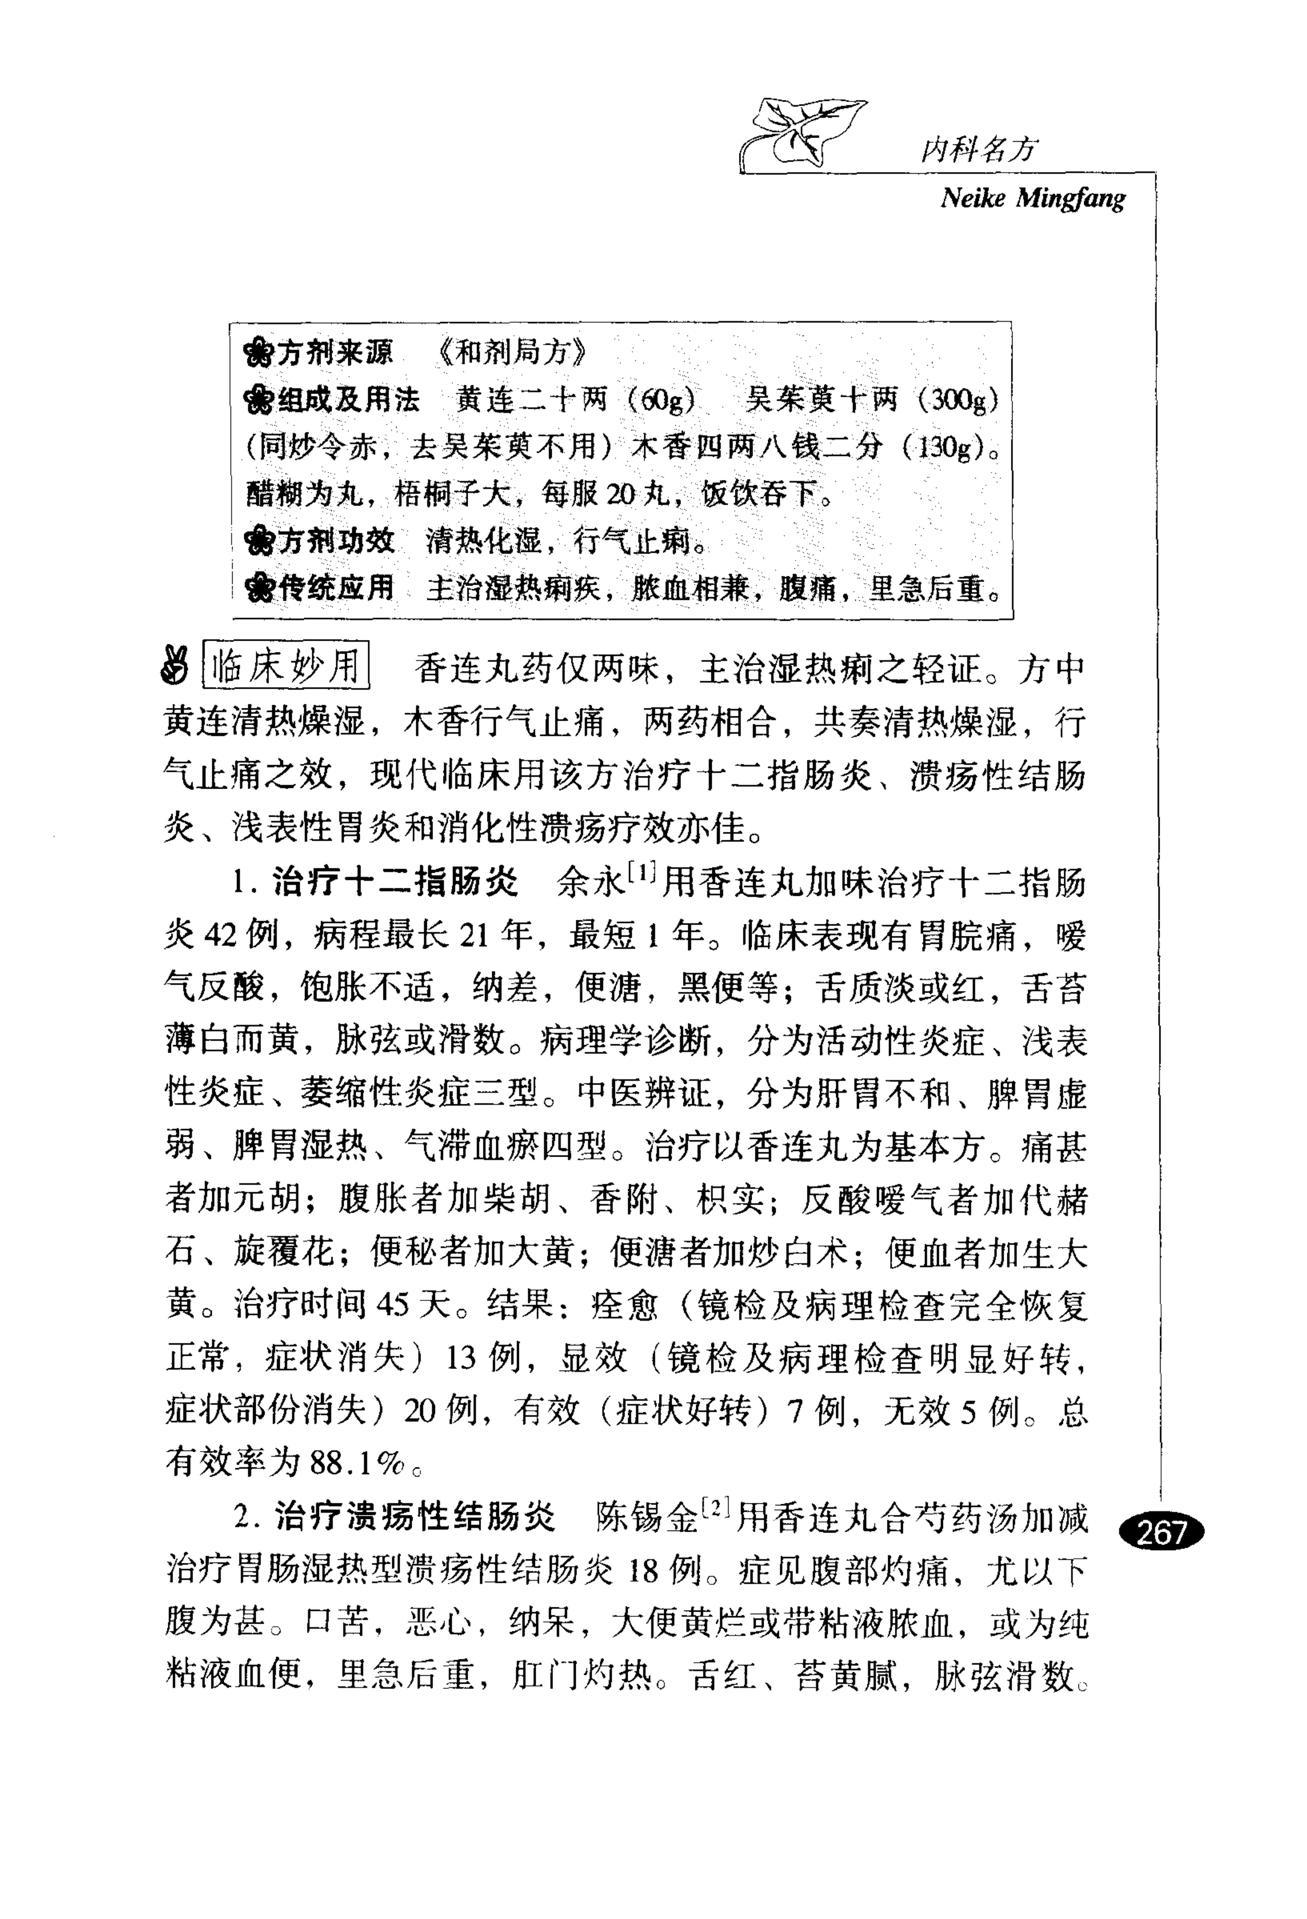 内科名方
Neike Mingfang
方剂来源 《和剂局方》
组成及用法 黄连二十两（60g） 吴茱萸十两（300g）
（同炒令赤，去吴茱萸不用）木香四两八钱二分（130g）。
醋糊为丸，梧桐子大，每服20丸，饭饮吞下。
方剂功效 清热化湿，行气止痢。
传统应用 主治湿热痢疾，脓血相兼，腹痛，里急后重。
临床妙用 香连丸药仅两味，主治湿热痢之轻证。方中
黄连清热燥湿，木香行气止痛，两药相合，共奏清热燥湿，行
气止痛之效，现代临床用该方治疗十二指肠炎、溃疡性结肠
炎、浅表性胃炎和消化性溃疡疗效亦佳。
1. 治疗十二指肠炎 余永[1]用香连丸加味治疗十二指肠
炎42例，病程最长21年，最短1年。临床表现有胃脘痛，嗳
气反酸，饱胀不适，纳差，便溏，黑便等；舌质淡或红，舌苔
薄白而黄，脉弦或滑数。病理学诊断，分为活动性炎症、浅表
性炎症、萎缩性炎症三型。中医辨证，分为肝胃不和、脾胃虚
弱、脾胃湿热、气滞血瘀四型。治疗以香连丸为基本方。痛甚
者加元胡；腹胀者加柴胡、香附、枳实；反酸嗳气者加代赭
石、旋覆花；便秘者加大黄；便溏者加炒白术；便血者加生大
黄。治疗时间45天。结果：痊愈（镜检及病理检查完全恢复
正常，症状消失）13例，显效（镜检及病理检查明显好转，
症状部份消失）20例，有效（症状好转）7例，无效5例。总
有效率为88.1%。
2. 治疗溃疡性结肠炎 陈锡金[2]用香连丸合芍药汤加减
治疗胃肠湿热型溃疡性结肠炎18例。症见腹部灼痛，尤以下
腹为甚。口苦，恶心，纳呆，大便黄烂或带粘液脓血，或为纯
粘液血便，里急后重，肛门灼热。舌红、苔黄腻，脉弦滑数。
267